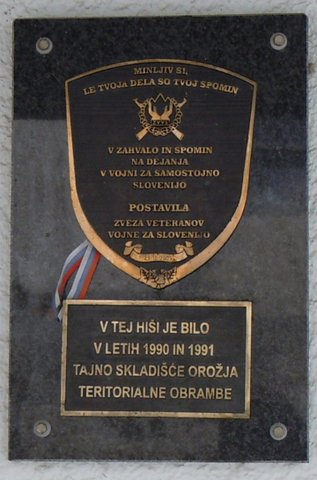 MINLJIV SI,
LE TVOJA DELA SO TVOJ SPOMIN
V ZAHVALO IN SPOMIN
NA DEJANJA
V VOJNI ZA SAMOSTOJNO
SLOVENIJO
POSTAVILA
ZVEZA VETERANOV
VOJNE ZA SLOVENIJO
V TEJ HIŠI JE BILO
V LETIH 1990 IN 1991
TAJNO SKLADIŠČE OROŽJA
TERITORIALNE OBRAMBE